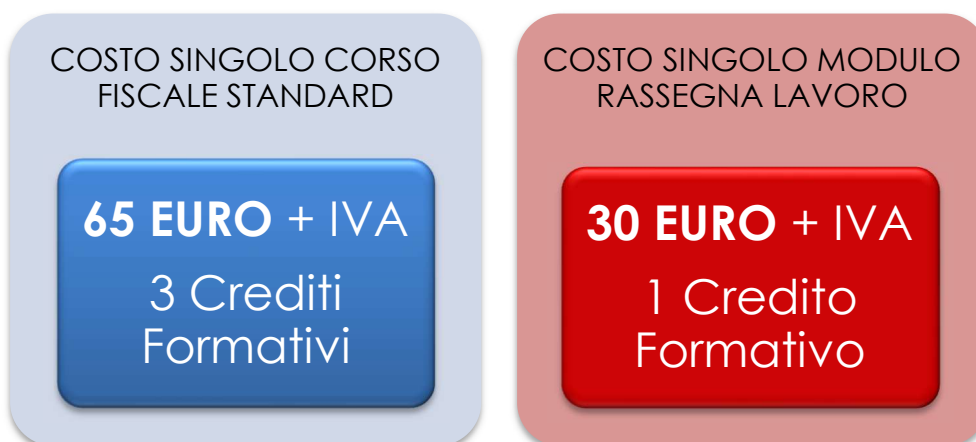 COSTO SINGOLO CORSO
FISCALE STANDARD
65 EURO + IVA
3 Crediti
Formativi
COSTO SINGOLO MODULO
RASSEGNA LAVORO
30 EURO + IVA
1 Credito
Formativo